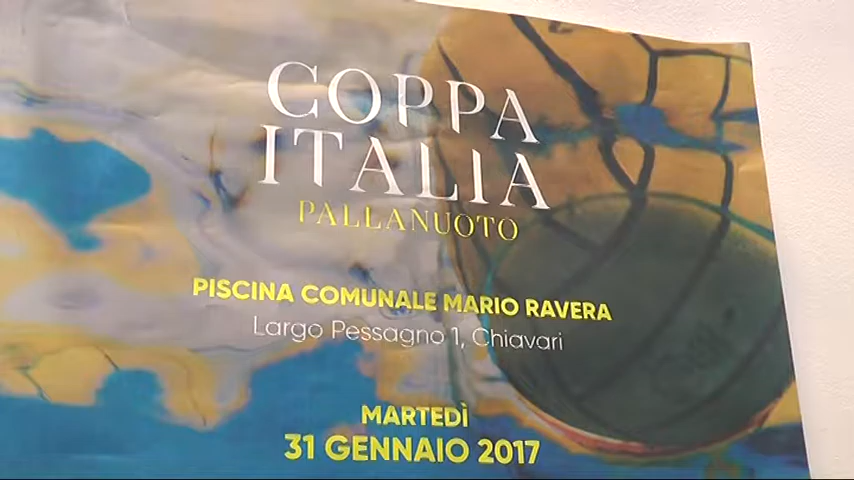 COPPA
ITALIA
PALLANUOTO
PISCINA COMUNALE MARIO RAVERA
Largo Pessagno 1, Chiavari
MARTEDÌ
31 GENNAIO 2017